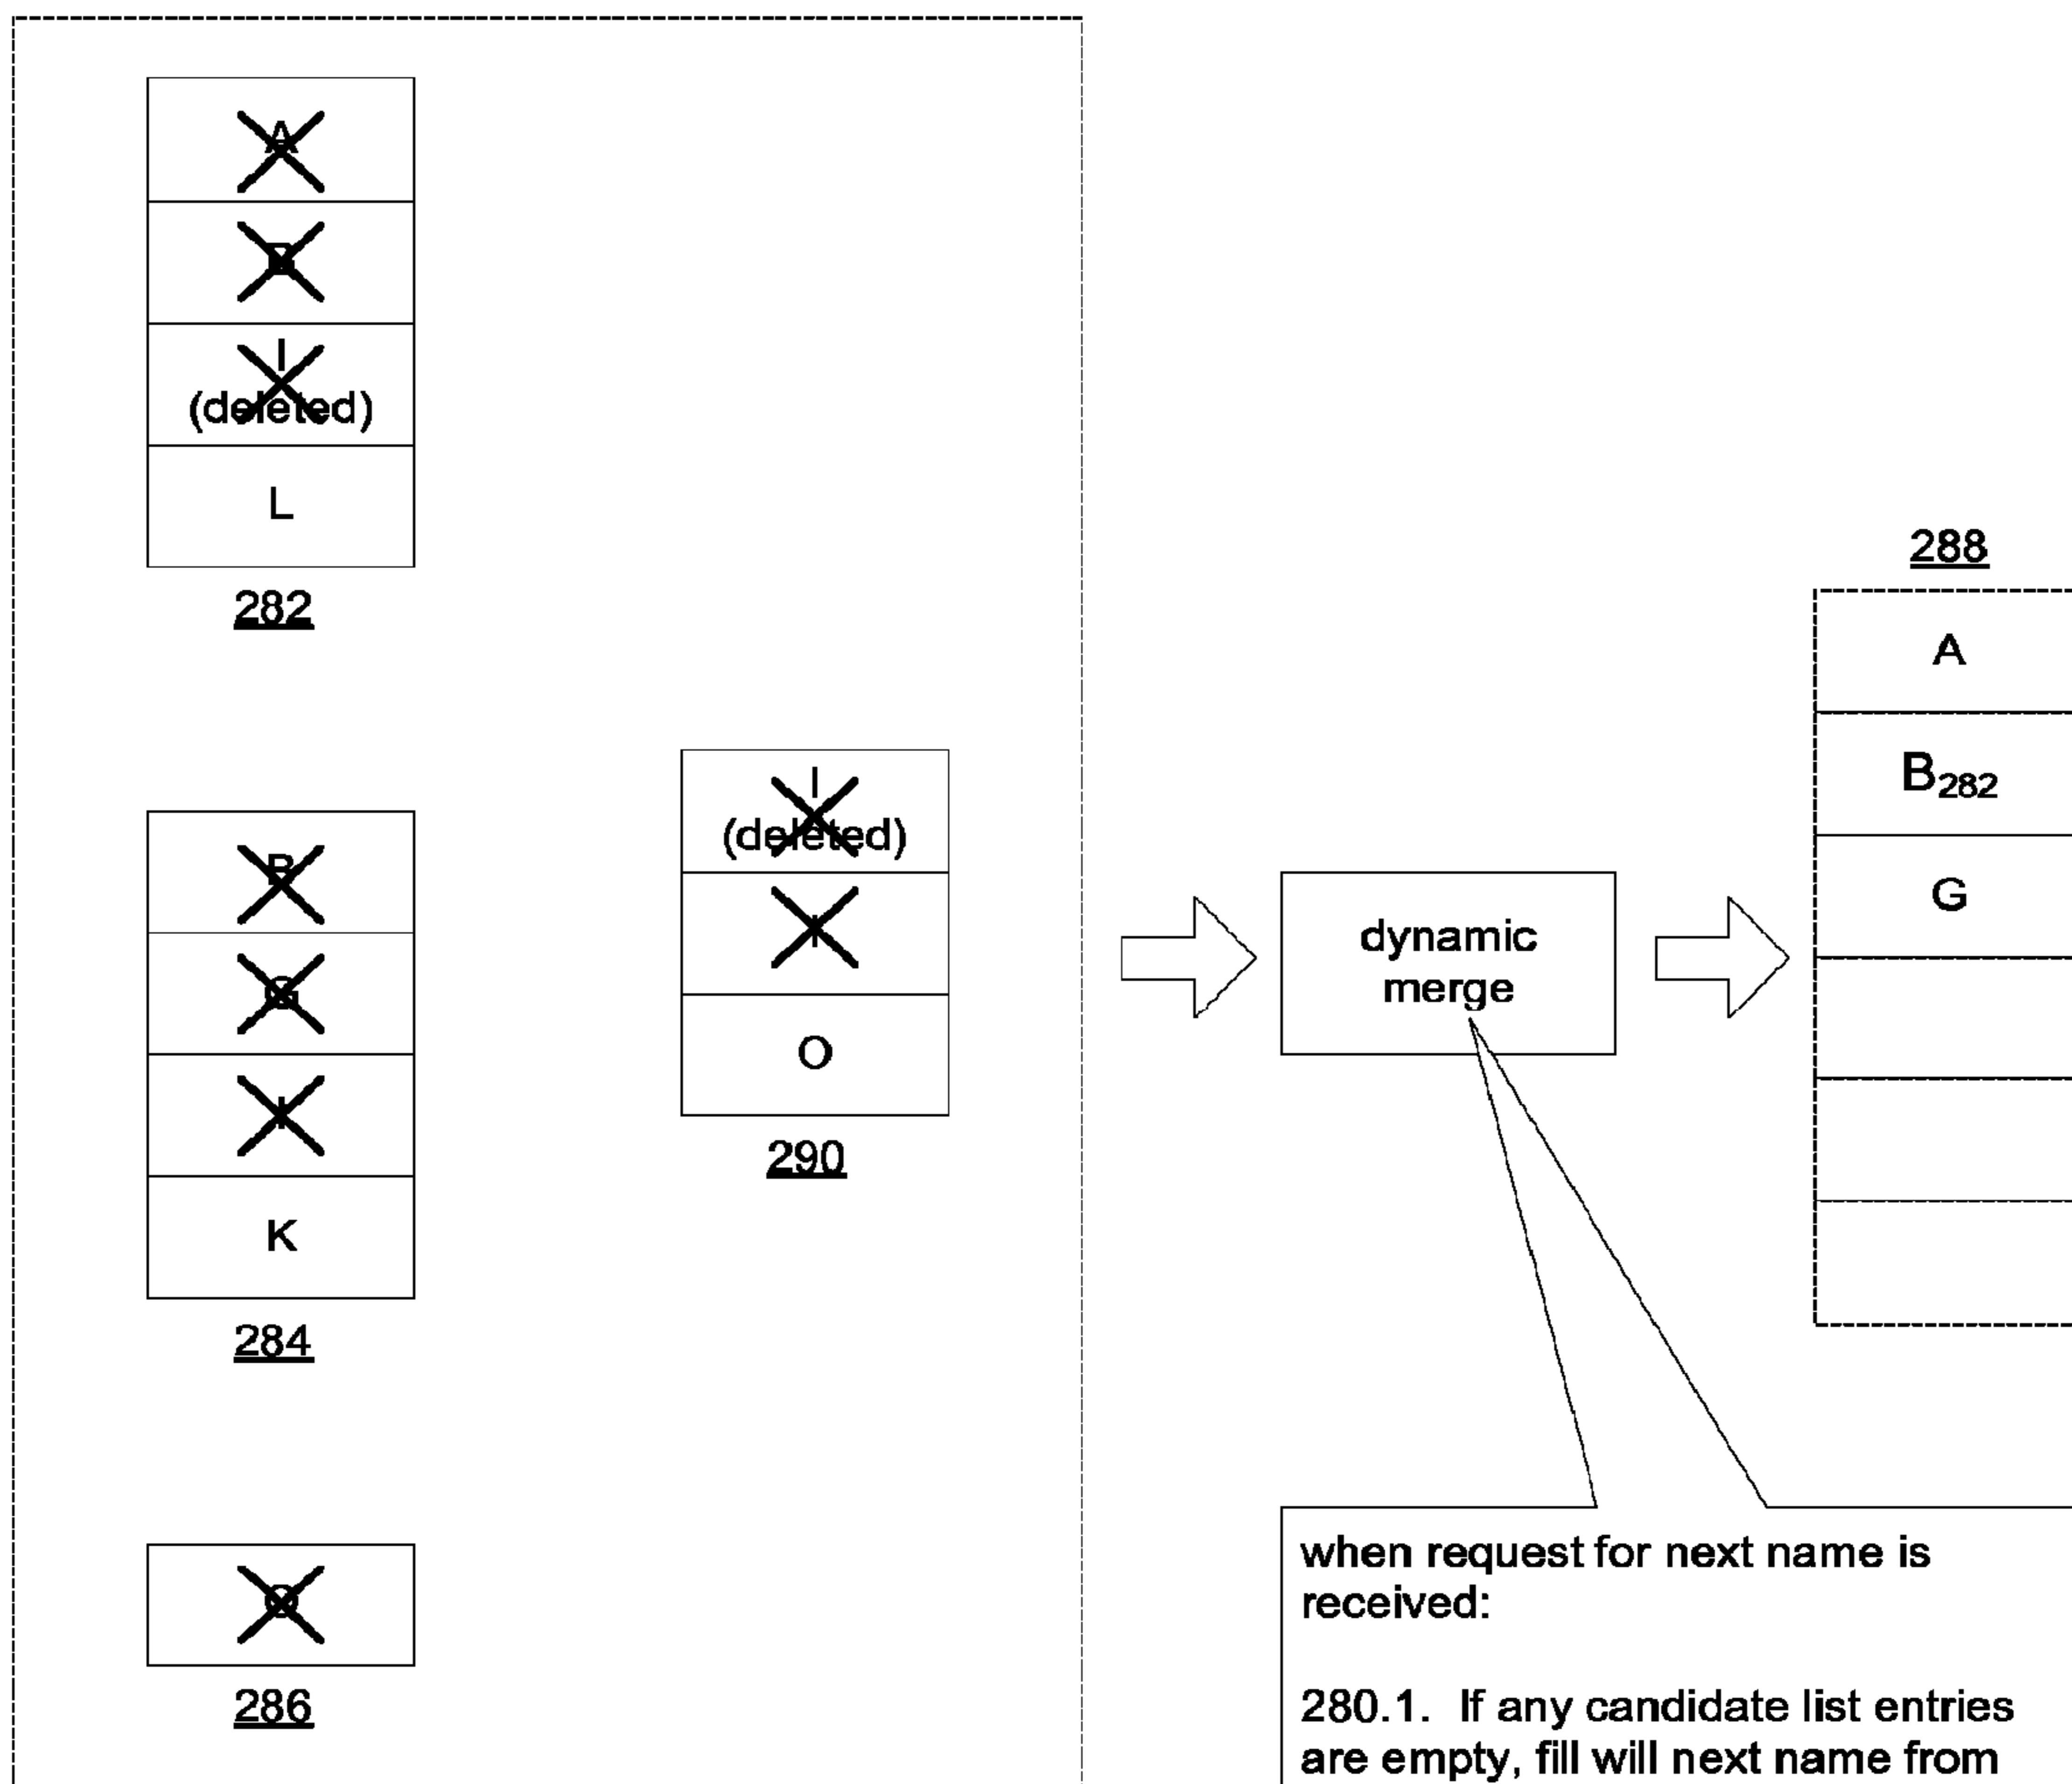 A
B
I
(deleted)
L
282
B
G
I
K
284
O
286
I
(deleted)
I
O
290
dynamic
merge
288
A
B282
G
when request for next name is
received:
280.1. If any candidate list entries
are empty, fill will next name from